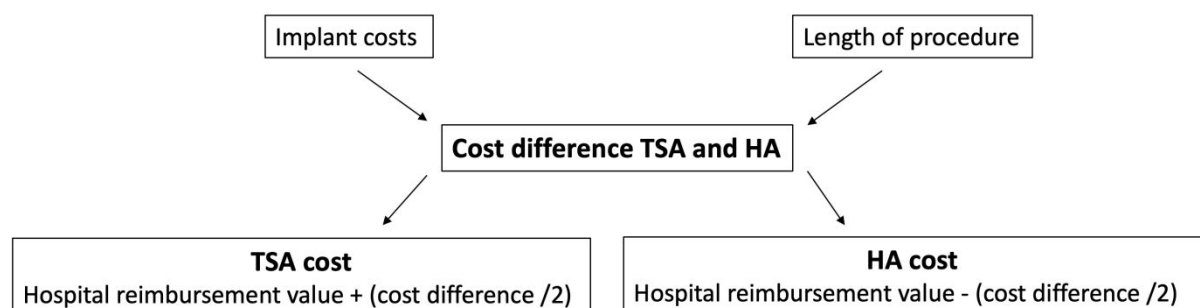 Implant costs
Length of procedure
Cost difference TSA and HA
TSA cost
Hospital reimbursement value + (cost difference /2)
HA cost
Hospital reimbursement value - (cost difference /2)